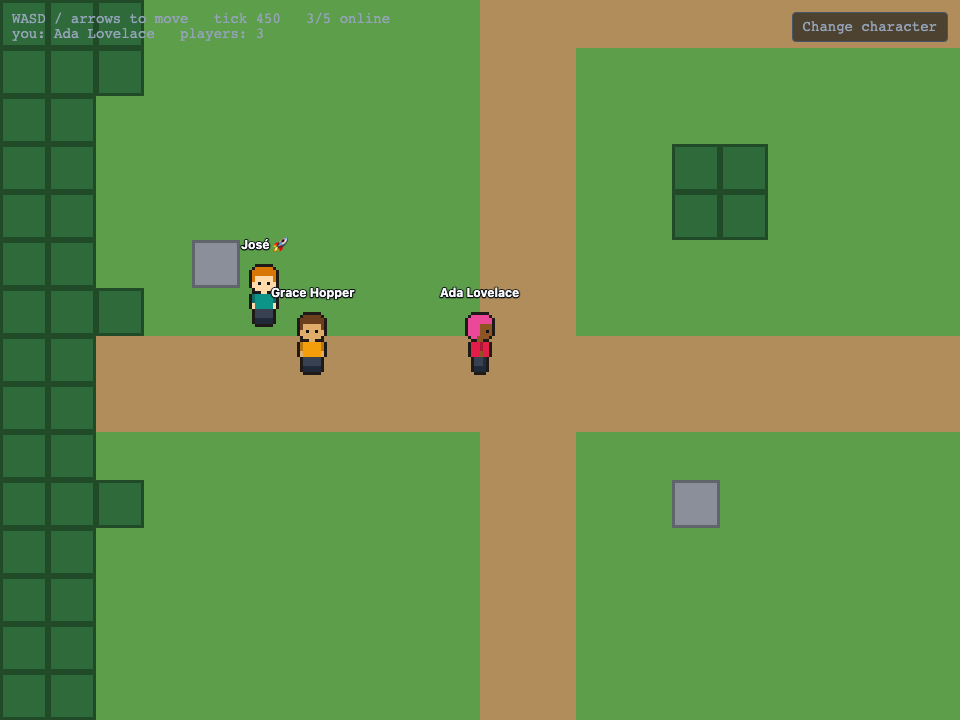 WASD / arrows to move   tick 450   3/5 online
you: Ada Lovelace   players: 3
Change character
José 🚀
Grace Hopper
Ada Lovelace